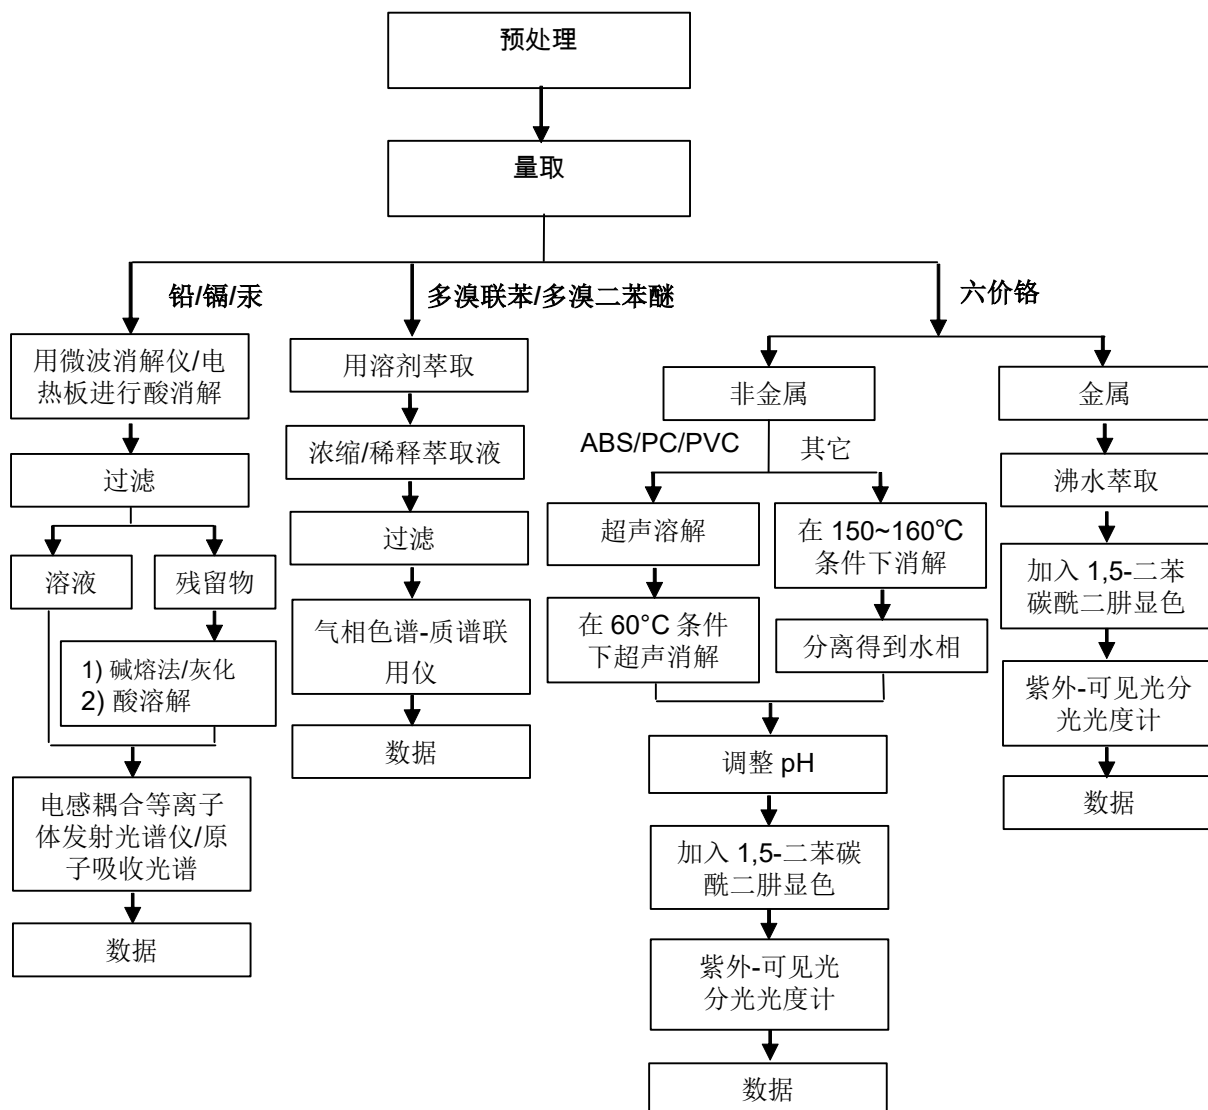 预处理
量取
铅/镉/汞
多溴联苯/多溴二苯醚
六价铬
用微波消解仪/电
热板进行酸消解
过滤
溶液
残留物
1) 碱熔法/灰化
2) 酸溶解
电感耦合等离子
体发射光谱仪/原
子吸收光谱
数据
用溶剂萃取
浓缩/稀释萃取液
过滤
气相色谱-质谱联
用仪
数据
非金属
ABS/PC/PVC
其它
超声溶解
在 60°C 条件
下超声消解
在 150~160℃
条件下消解
分离得到水相
调整 pH
加入 1,5-二苯碳
酰二肼显色
紫外-可见光
分光光度计
数据
金属
沸水萃取
加入 1,5-二苯
碳酰二肼显色
紫外-可见光分
光光度计
数据